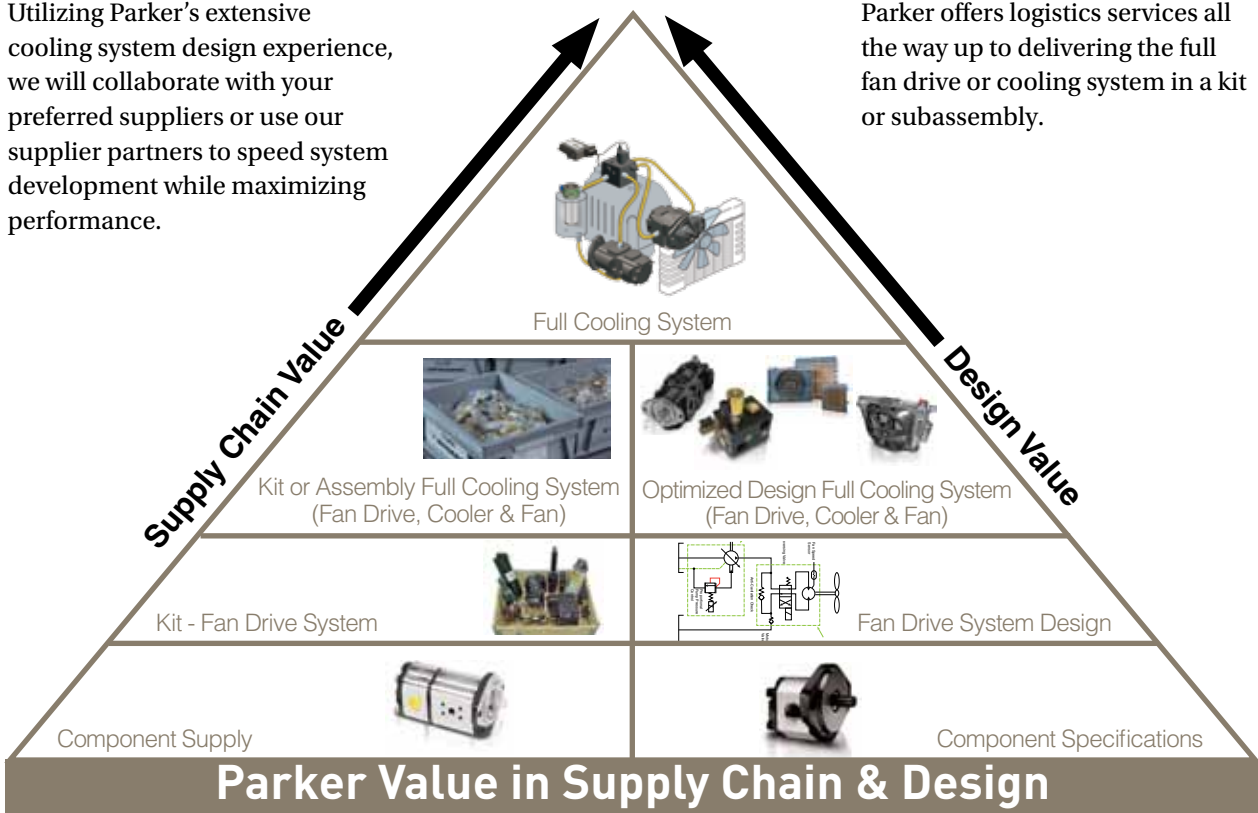 Utilizing Parker’s extensive
cooling system design experience,
we will collaborate with your
preferred suppliers or use our
supplier partners to speed system
development while maximizing
performance.
Parker offers logistics services all
the way up to delivering the full
fan drive or cooling system in a kit
or subassembly.
Full Cooling System
Supply Chain Value
Design Value
Kit or Assembly Full Cooling System
(Fan Drive, Cooler & Fan)
Optimized Design Full Cooling System
(Fan Drive, Cooler & Fan)
Kit - Fan Drive System
Fan Drive System Design
Component Supply
Component Specifications
Parker Value in Supply Chain & Design